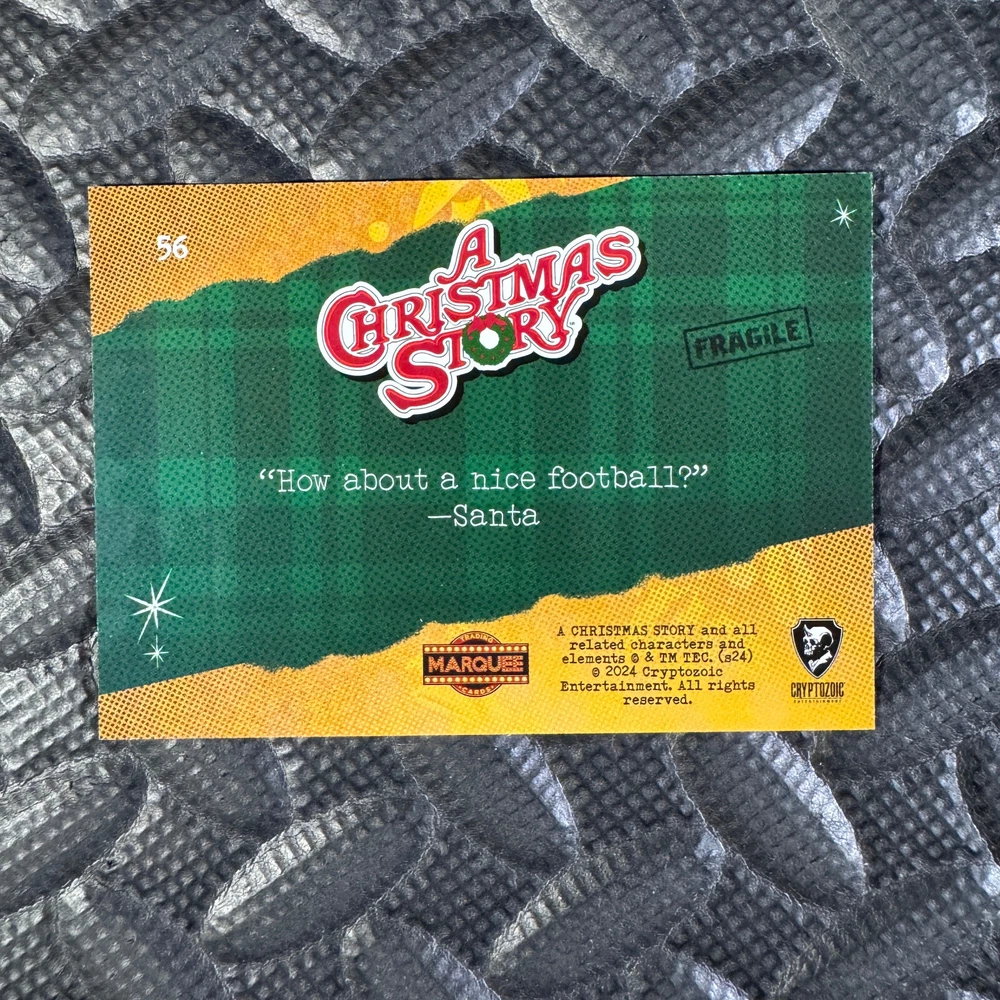 56
A
CHRISTMAS
STORY
FRAGILE
“How about a nice football?”
—Santa
TRADING
MARQUEE
CARDS
A CHRISTMAS STORY and all
related characters and
elements © & TM TEC. (s24)
© 2024 Cryptozoic
Entertainment. All rights
reserved.
CRYPTOZOIC
ENTERTAINMENT